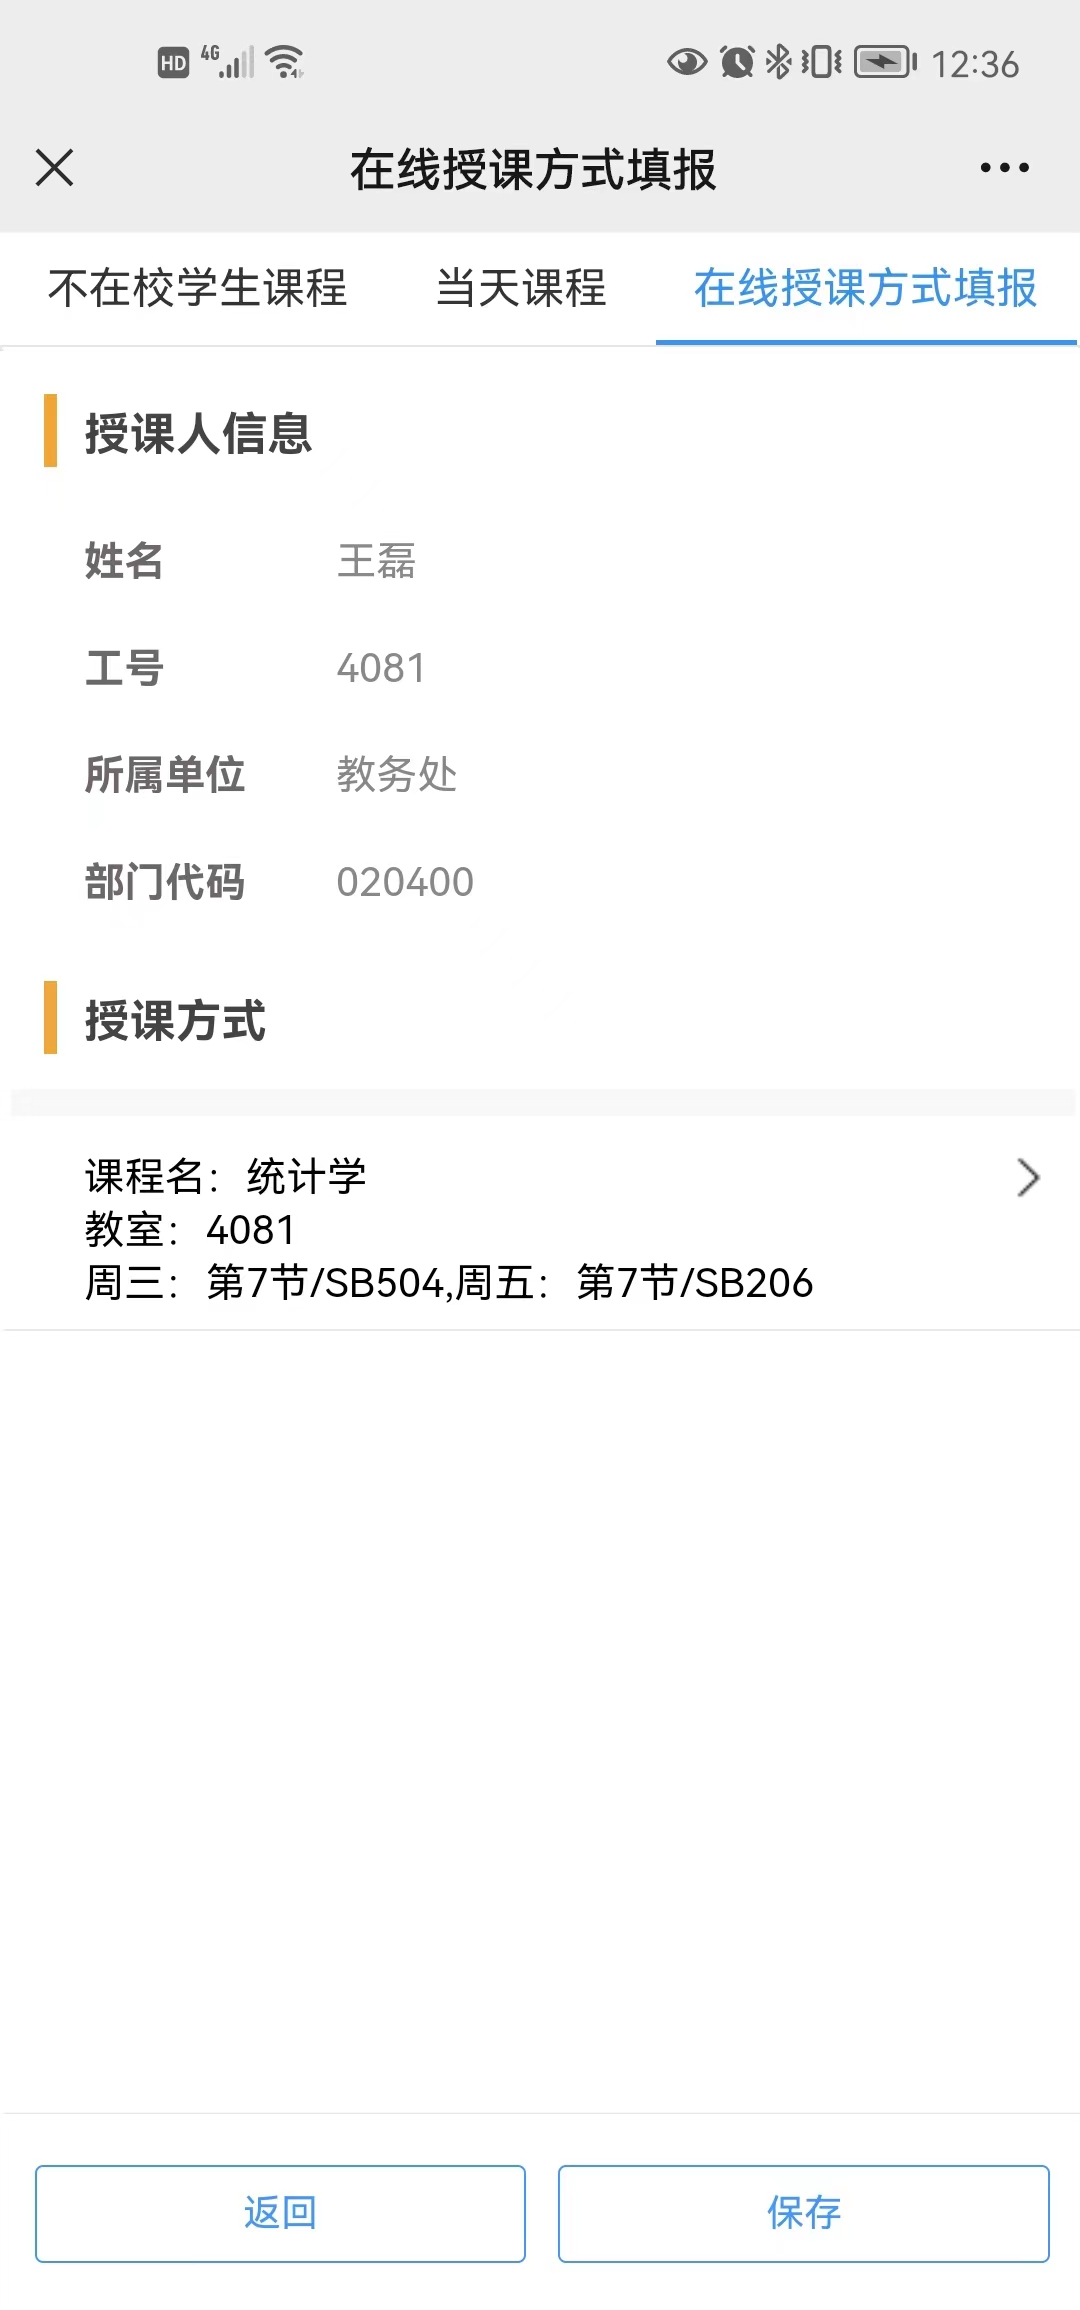 HD 4G 12:36
在线授课方式填报
不在校学生课程 当天课程 在线授课方式填报
授课人信息
姓名 王磊
工号 4081
所属单位 教务处
部门代码 020400
授课方式
课程名：统计学
教室：4081
周三：第7节/SB504,周五：第7节/SB206
返回 保存